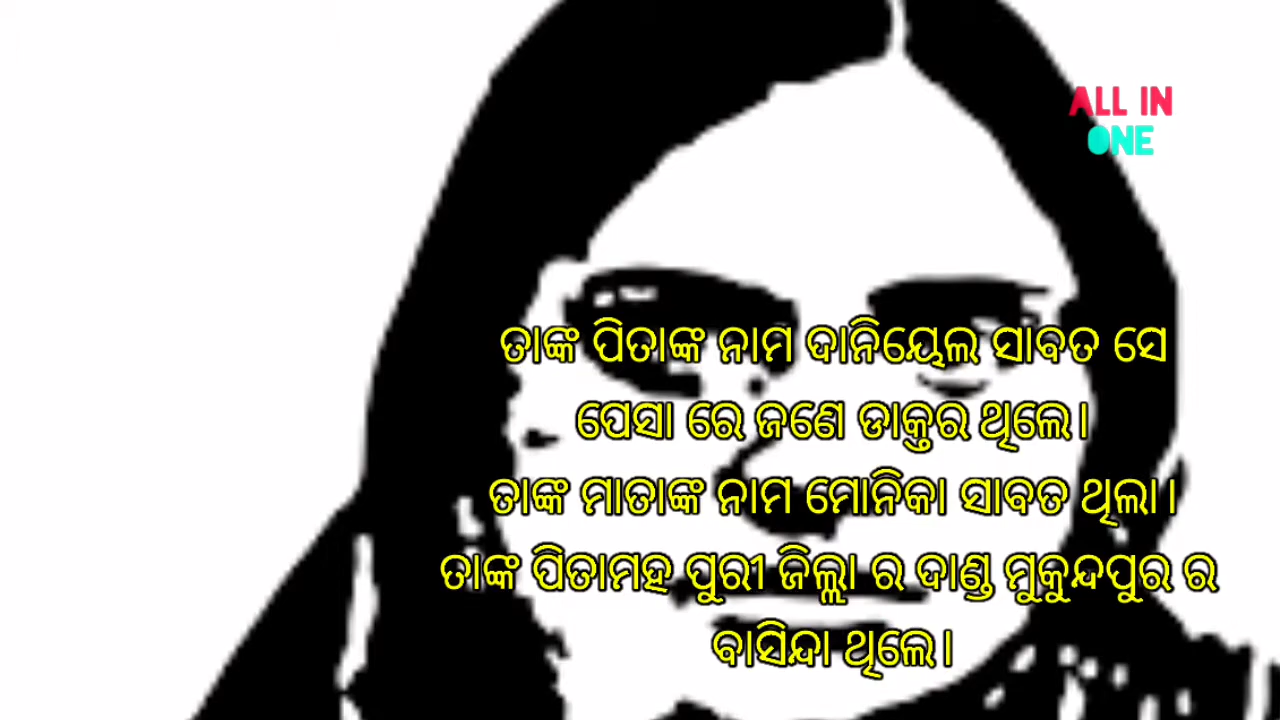 ALL IN
ONE
ତାଙ୍କ ପିତାଙ୍କ ନାମ ଦାନିୟେଲ ସାବତ ସେ
ପେସା ରେ ଜଣେ ଡାକ୍ତର ଥିଲେ।
ତାଙ୍କ ମାତାଙ୍କ ନାମ ମୋନିକା ସାବତ ଥିଲା।
ତାଙ୍କ ପିତାମହ ପୁରୀ ଜିଲ୍ଲା ର ଦାଣ୍ଡ ମୁକୁନ୍ଦପୁର ର
ବାସିନ୍ଦା ଥିଲେ।